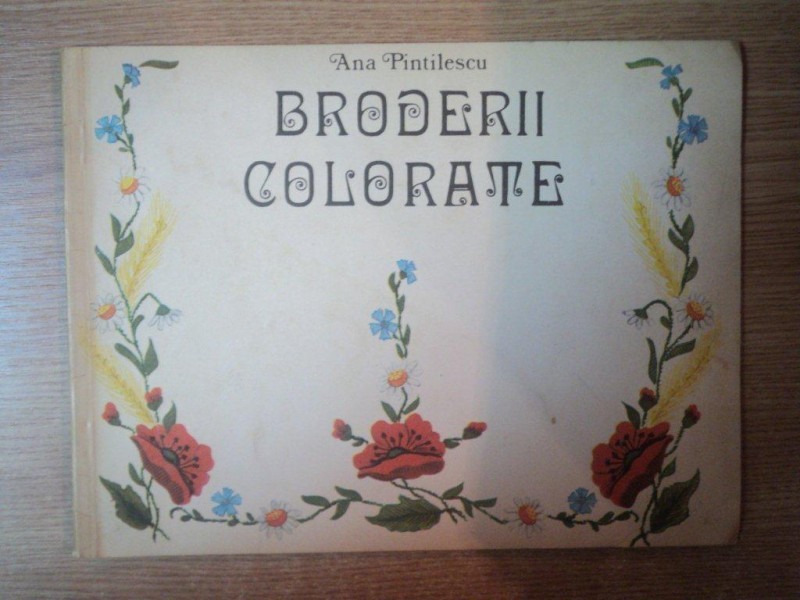 Ana Pintilescu
BRODERII
COLORATE